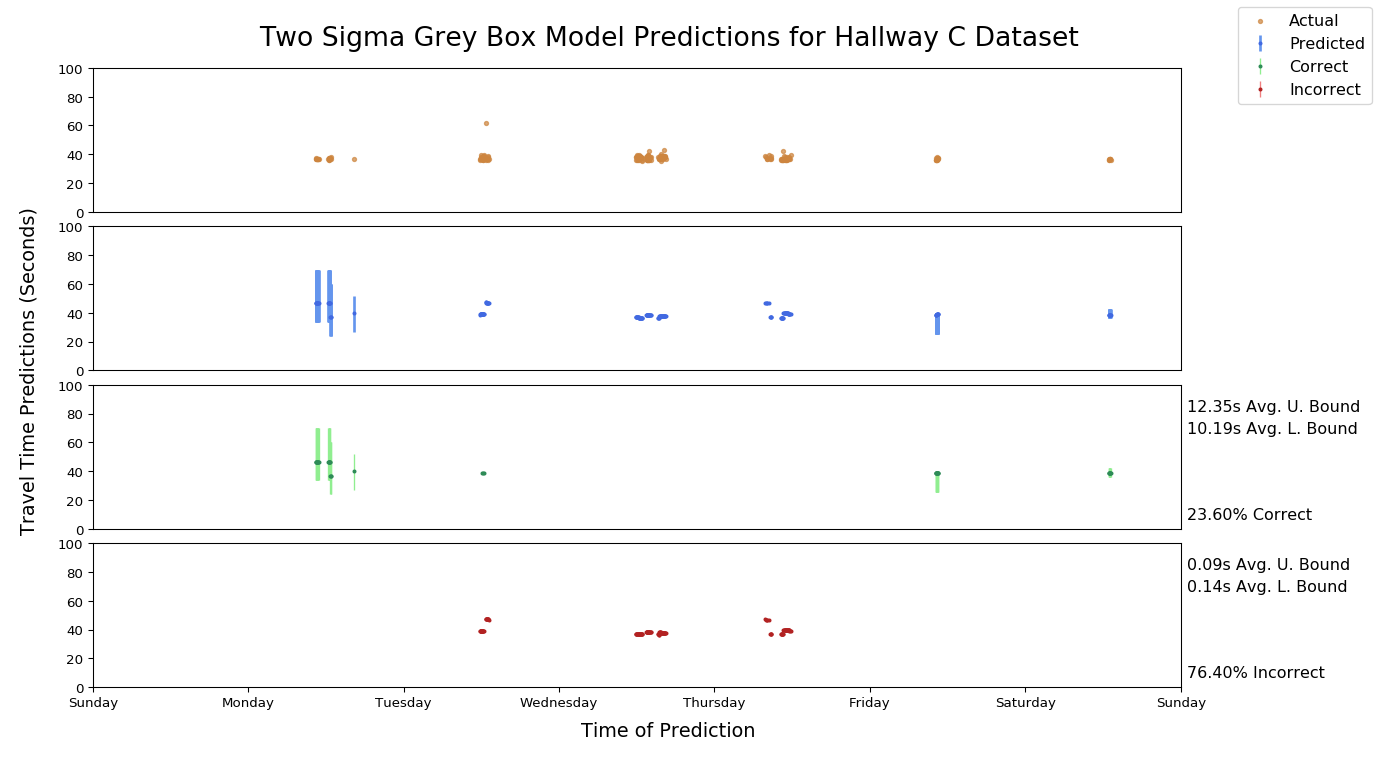 Two Sigma Grey Box Model Predictions for Hallway C Dataset
Actual
Predicted
Correct
Incorrect
Travel Time Predictions (Seconds)
100
80
60
40
20
0
100
80
60
40
20
0
100
80
60
40
20
0
12.35s Avg. U. Bound
10.19s Avg. L. Bound
23.60% Correct
100
80
60
40
20
0
0.09s Avg. U. Bound
0.14s Avg. L. Bound
76.40% Incorrect
Sunday Monday Tuesday Wednesday Thursday Friday Saturday Sunday
Time of Prediction